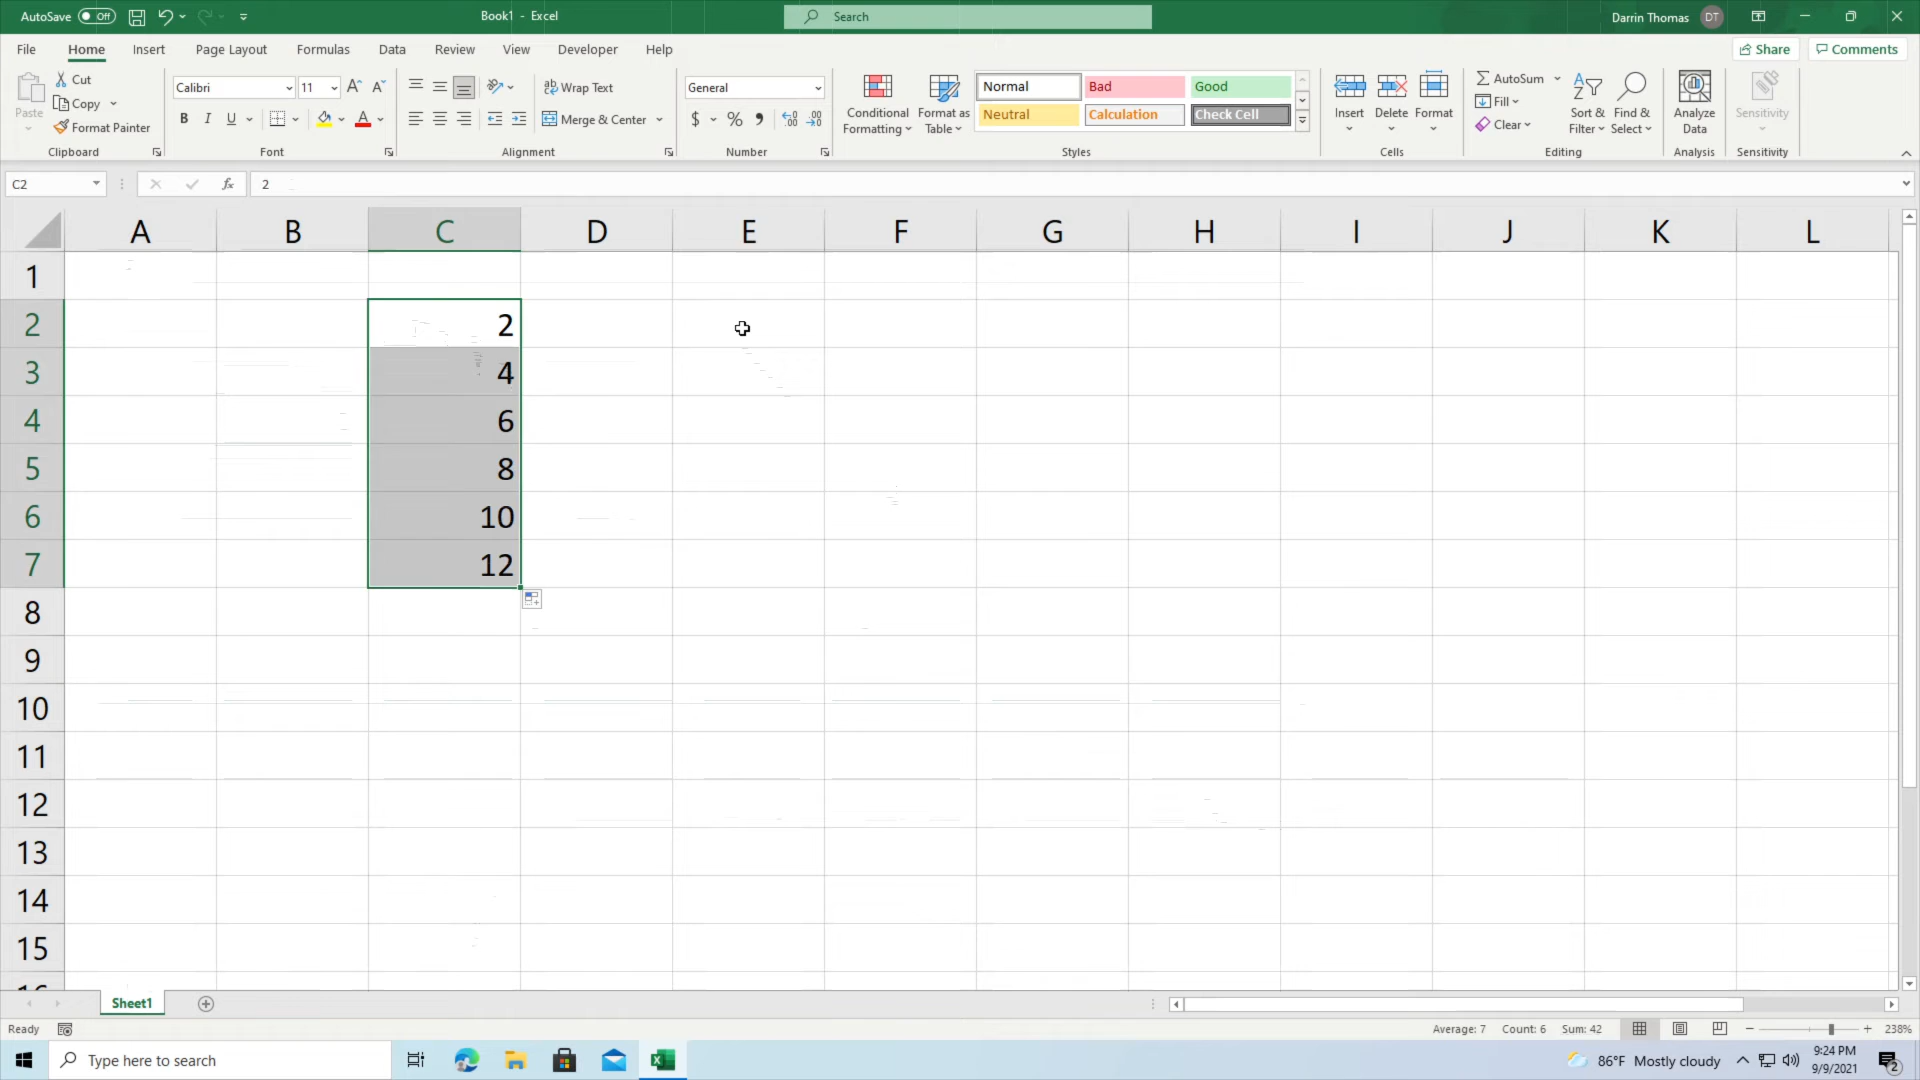 AutoSave Off Book1 - Excel Search Darrin Thomas DT
File Home Insert Page Layout Formulas Data Review View Developer Help Share Comments
Paste Cut Copy Format Painter
Clipboard
Calibri 11 A A
B I U A
Font
Wrap Text
Merge & Center
Alignment
General
$ % 9 .00 .00
Number
Conditional Formatting Format as Table
Normal Bad Good
Neutral Calculation Check Cell
Styles
Insert Delete Format
Cells
AutoSum
Fill
Clear
Sort & Filter Find & Select
Editing
Analyze Data
Analysis
Sensitivity
Sensitivity
C2 fx 2
A B C D E F G H I J K L
1
2 2
3 4
4 6
5 8
6 10
7 12
8
9
10
11
12
13
14
15
16
Sheet1
Ready Average: 7 Count: 6 Sum: 42 238%
Type here to search 86°F Mostly cloudy 9:24 PM
9/9/2021 2